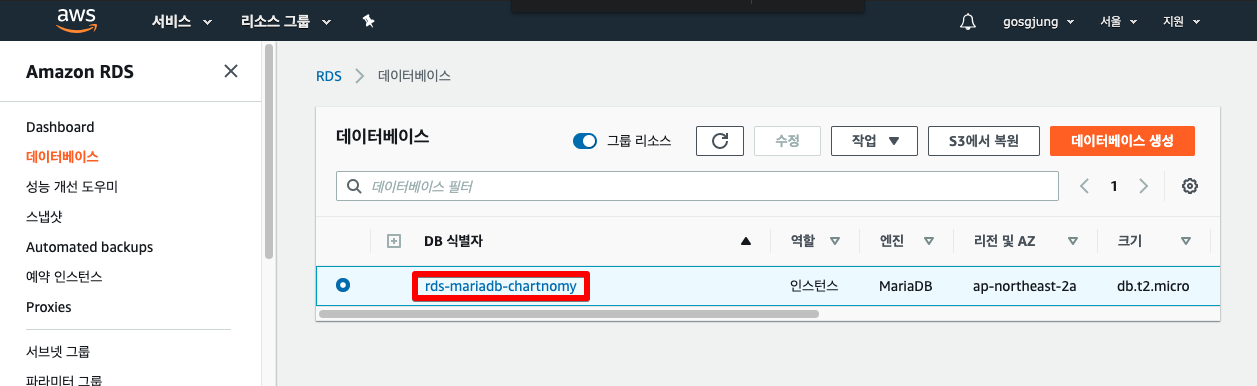 aws 서비스 리소스 그룹 gosgjung 서울 지원
Amazon RDS
Dashboard
데이터베이스
성능 개선 도우미
스냅샷
Automated backups
예약 인스턴스
Proxies
서브넷 그룹
파라미터 그룹
RDS 데이터베이스
데이터베이스 그룹 리소스 수정 작업 S3에서 복원 데이터베이스 생성
데이터베이스 필터 1
DB 식별자 역할 엔진 리전 및 AZ 크기
rds-mariadb-chartnomy 인스턴스 MariaDB ap-northeast-2a db.t2.micro